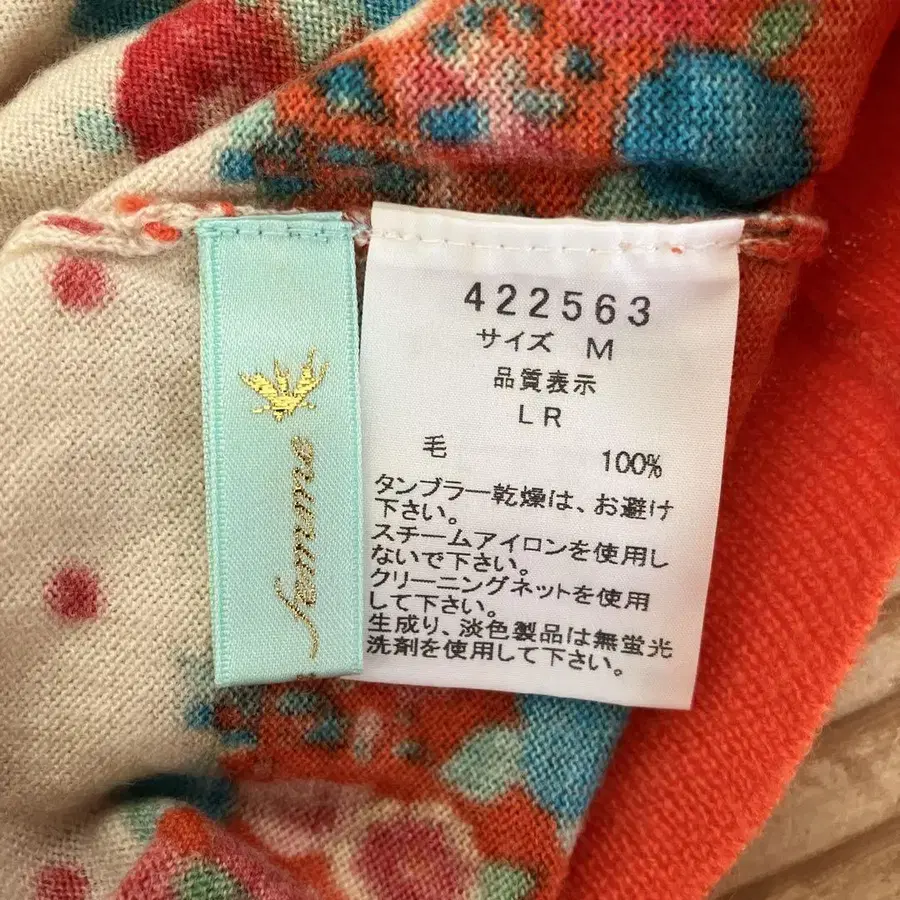 422563
サイズ M
品質表示
LR
毛 100%
タンブラー乾燥は、お避け
下さい。
スチームアイロンを使用し
ないで下さい。
クリーニングネットを使用
して下さい。
生成り、淡色製品は無蛍光
洗剤を使用して下さい。